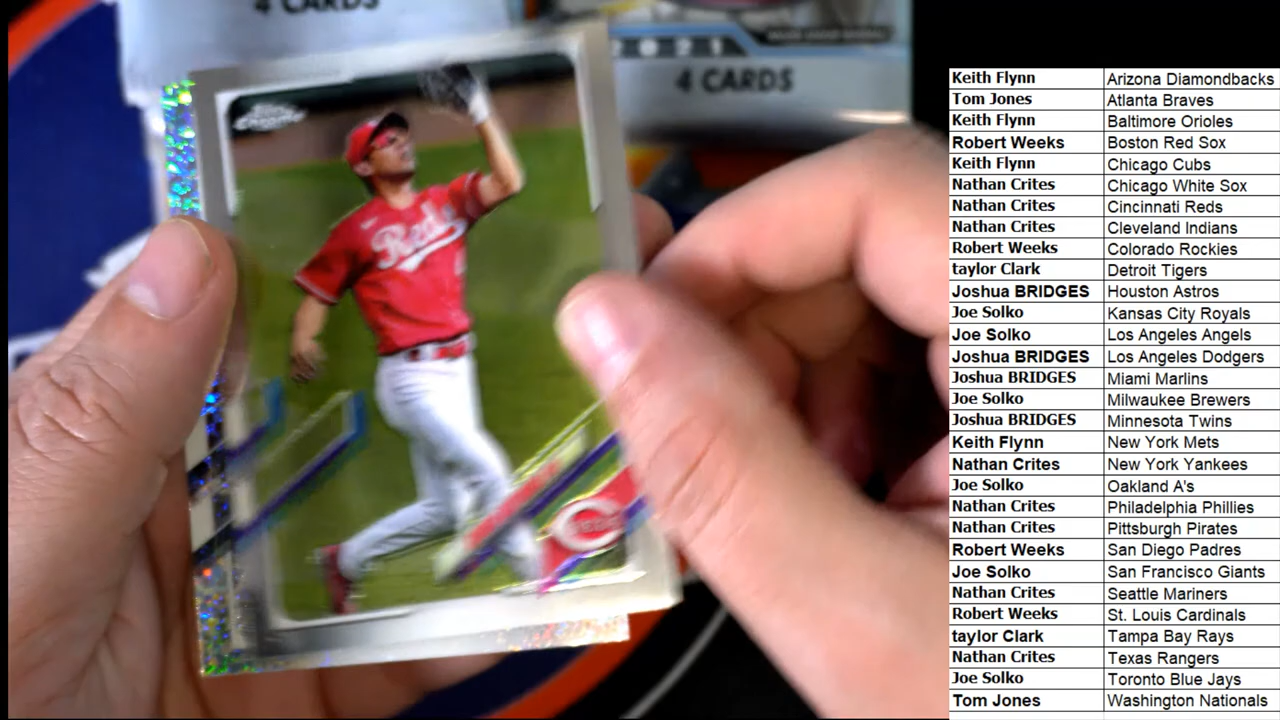 4 CARDS
2021
4 CARDS
Chrome
Reds
REDS
Keith Flynn Arizona Diamondbacks
Tom Jones Atlanta Braves
Keith Flynn Baltimore Orioles
Robert Weeks Boston Red Sox
Keith Flynn Chicago Cubs
Nathan Crites Chicago White Sox
Nathan Crites Cincinnati Reds
Nathan Crites Cleveland Indians
Robert Weeks Colorado Rockies
taylor Clark Detroit Tigers
Joshua BRIDGES Houston Astros
Joe Solko Kansas City Royals
Joe Solko Los Angeles Angels
Joshua BRIDGES Los Angeles Dodgers
Joshua BRIDGES Miami Marlins
Joe Solko Milwaukee Brewers
Joshua BRIDGES Minnesota Twins
Keith Flynn New York Mets
Nathan Crites New York Yankees
Joe Solko Oakland A's
Nathan Crites Philadelphia Phillies
Nathan Crites Pittsburgh Pirates
Robert Weeks San Diego Padres
Joe Solko San Francisco Giants
Nathan Crites Seattle Mariners
Robert Weeks St. Louis Cardinals
taylor Clark Tampa Bay Rays
Nathan Crites Texas Rangers
Joe Solko Toronto Blue Jays
Tom Jones Washington Nationals